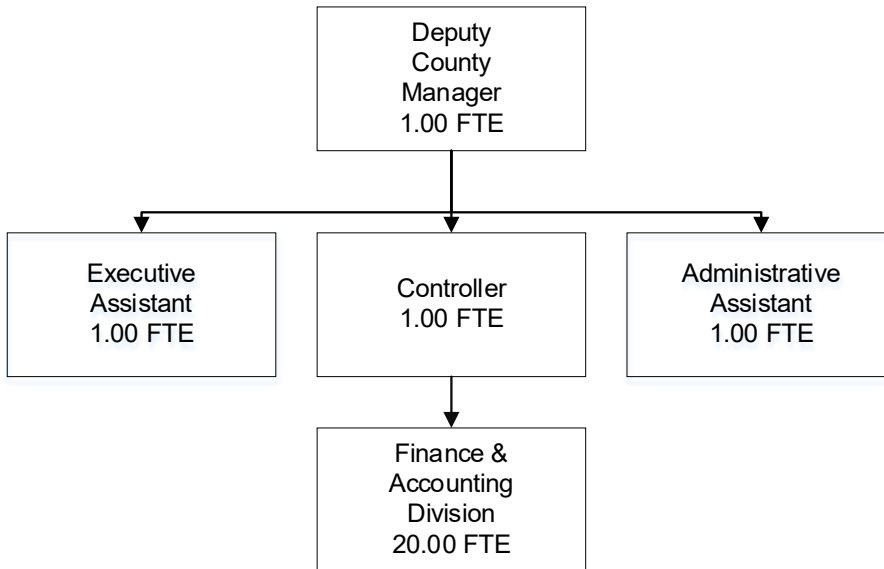 Deputy
County
Manager
1.00 FTE
Executive
Assistant
1.00 FTE
Controller
1.00 FTE
Administrative
Assistant
1.00 FTE
Finance &
Accounting
Division
20.00 FTE